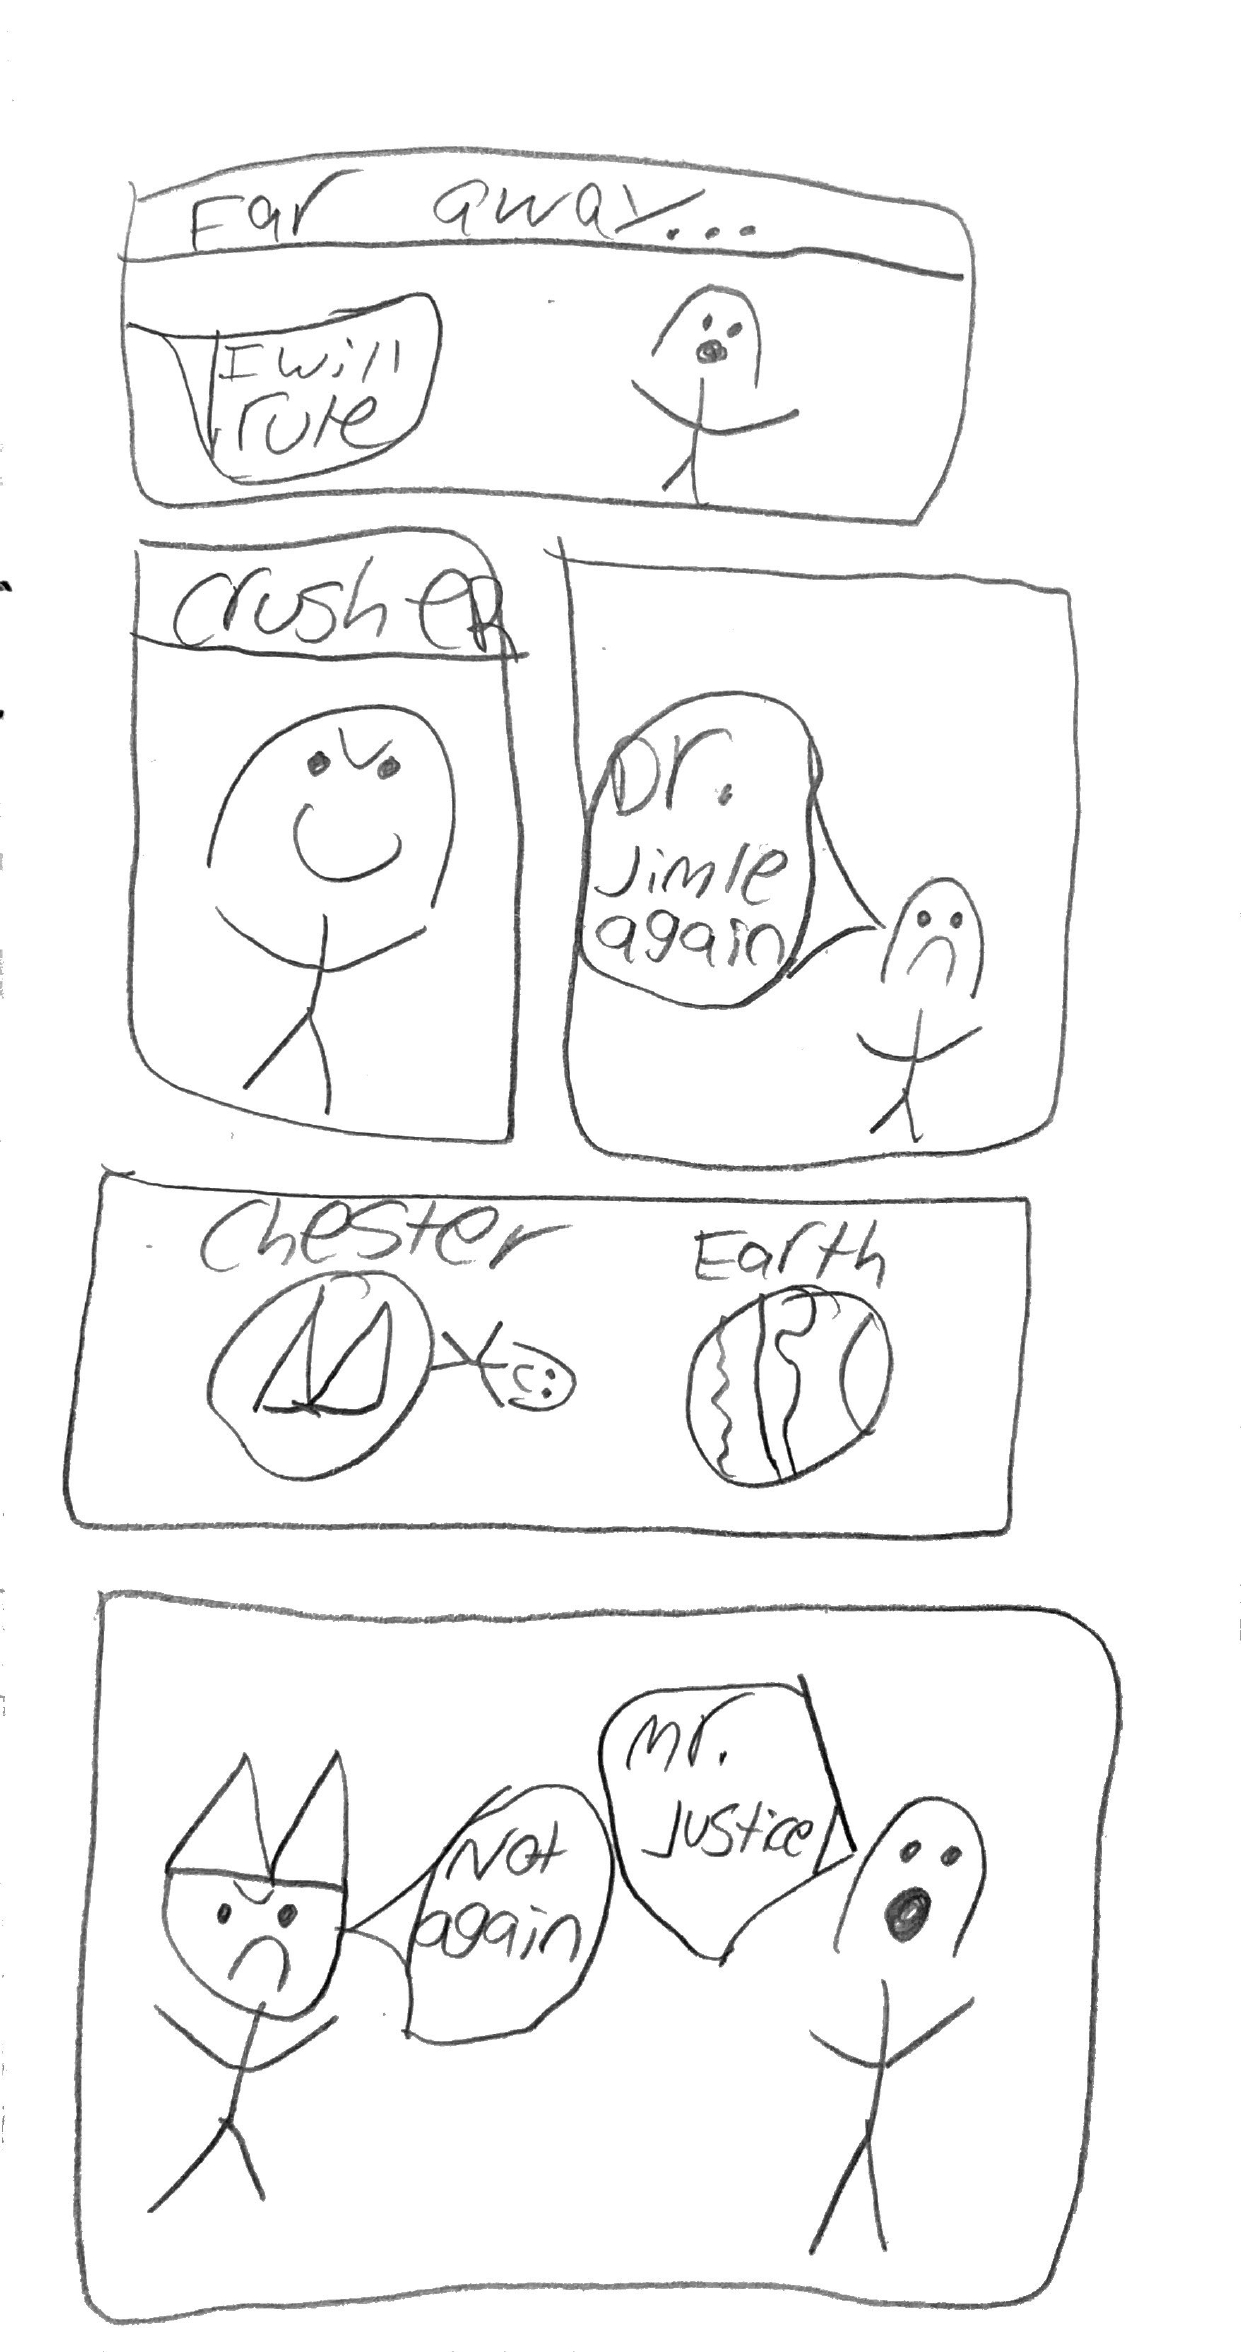 Far away...
I will
rule
crusheR
Dr.
Jimle
again
Chester
Earth
Not
again
Mr.
Justice